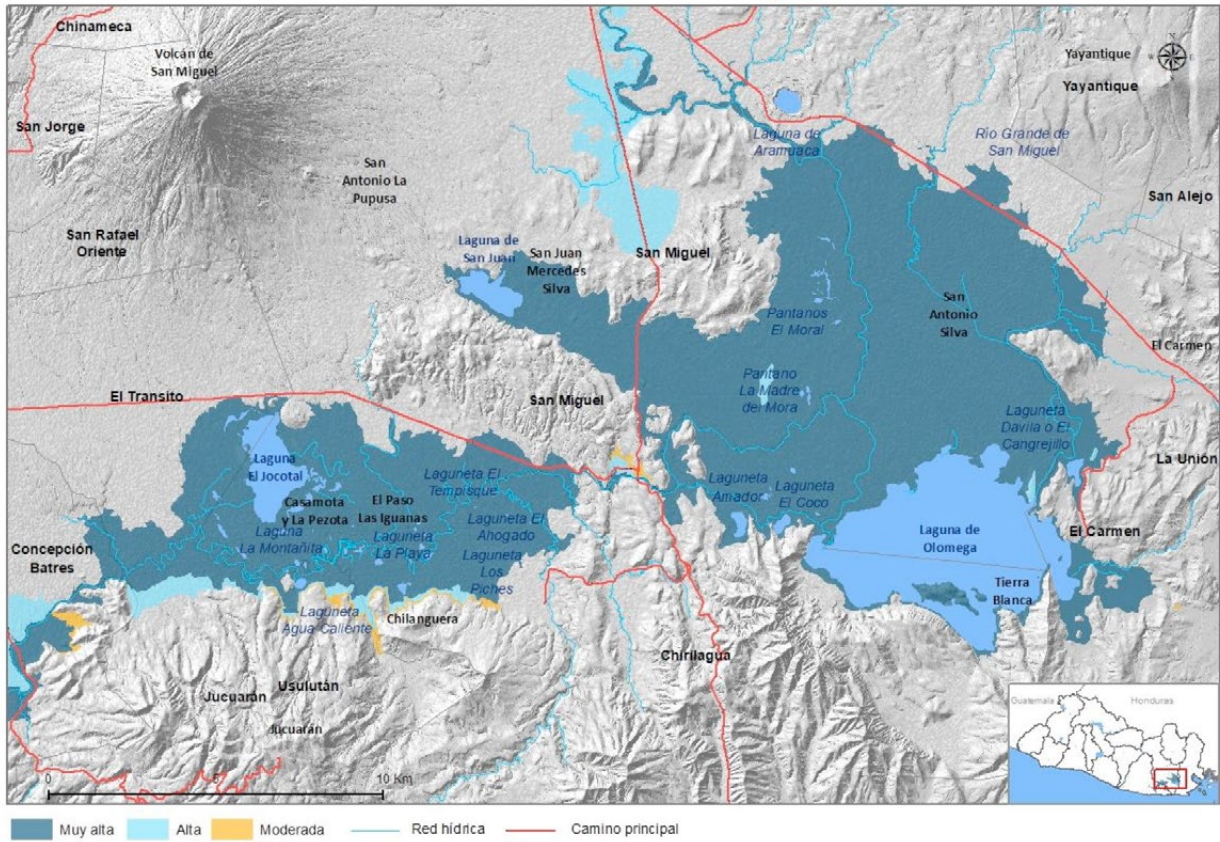 Chinameca
Volcán de
San Miguel
Yayantique
Yayantique
San Jorge
Laguna de
Aramuaca
Río Grande de
San Miguel
San
Antonio La
Pupusa
San Alejo
San Rafael
Oriente
Laguna de
San Juan
San Juan
Mercedes
Silva
San Miguel
San
Antonio
Silva
Pantanos
El Moral
El Carmen
Pantano
La Madre
del Mora
El Transito
San Miguel
Laguneta
Davila o El
Cangrejillo
La Unión
Laguna
El Jocotal
Laguneta El
Tempisque
Laguneta
Amador
Laguneta
El Coco
Casamota
y La Pezota
El Paso
Las Iguanas
Laguneta El
Ahogado
Laguna
La Montañita
Laguneta
La Playa
Laguna de
Olomega
El Carmen
Concepción
Batres
Laguneta
Los
Piches
Tierra
Blanca
Laguneta
Agua Caliente
Chilanguera
Chirilagua
Jucuarán
Usulután
Jucuarán
Guatemala
Honduras
0 5 10 Km
Muy alta Alta Moderada Red hídrica Camino principal